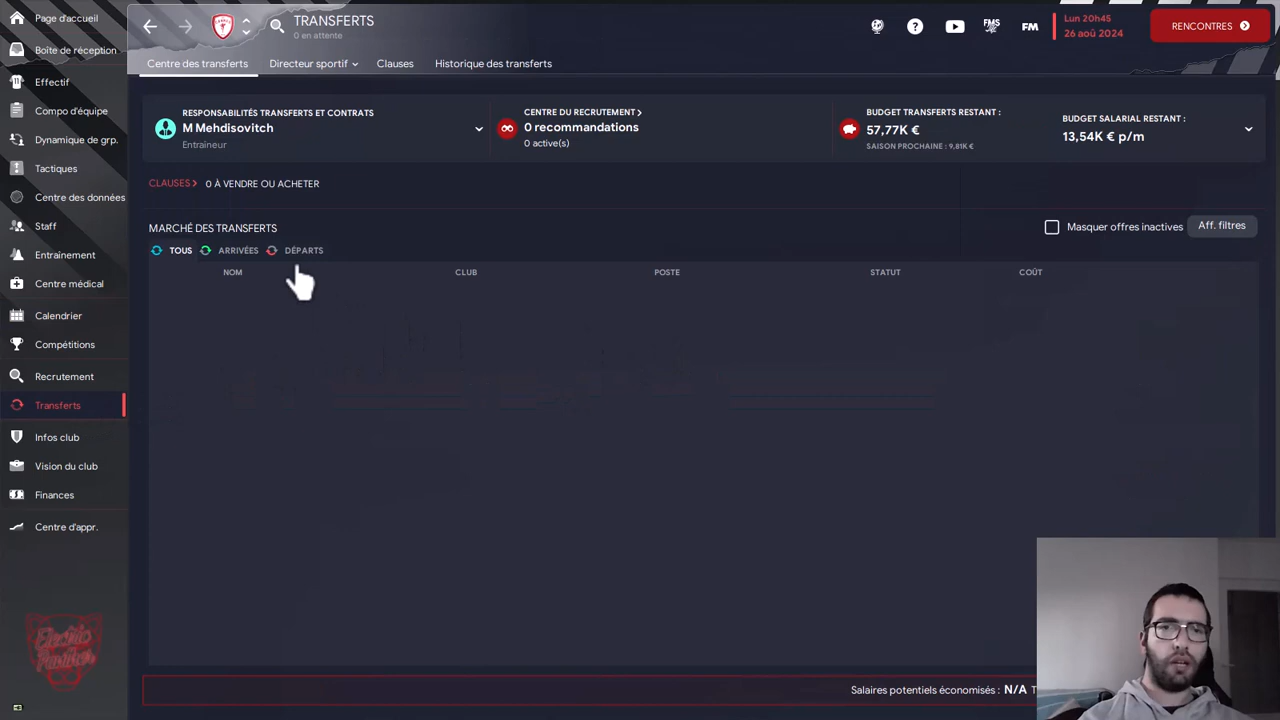 Page d'accueil
Boîte de réception
Effectif
Compo d'équipe
Dynamique de grp.
Tactiques
Centre des données
Staff
Entraînement
Centre médical
Calendrier
Compétitions
Recrutement
Transferts
Infos club
Vision du club
Finances
Centre d'appr.
Electric
Panther
TRANSFERTS
0 en attente
FMS
FM
Lun 20h45
26 aoû 2024
RENCONTRES
Centre des transferts
Directeur sportif
Clauses
Historique des transferts
RESPONSABILITÉS TRANSFERTS ET CONTRATS
M Mehdisovitch
Entraîneur
CENTRE DU RECRUTEMENT >
0 recommandations
0 active(s)
BUDGET TRANSFERTS RESTANT :
57,77K €
SAISON PROCHAINE : 9,81K €
BUDGET SALARIAL RESTANT :
13,54K € p/m
CLAUSES > 0 À VENDRE OU ACHETER
MARCHÉ DES TRANSFERTS
Masquer offres inactives
Aff. filtres
TOUS ARRIVÉES DÉPARTS
NOM CLUB POSTE STATUT COÛT
Salaires potentiels économisés : N/A T